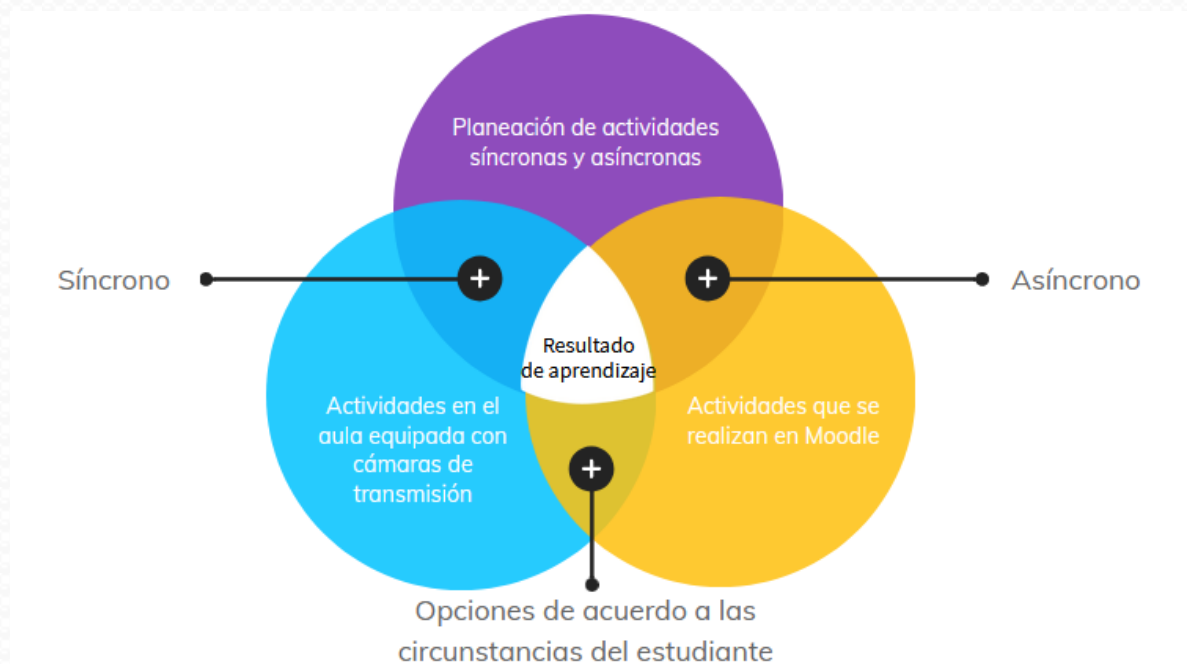 Planeación de actividades
síncronas y asíncronas
Síncrono
Asíncrono
Resultado
de aprendizaje
Actividades en el
aula equipada con
cámaras de
transmisión
Actividades que se
realizan en Moodle
Opciones de acuerdo a las
circunstancias del estudiante